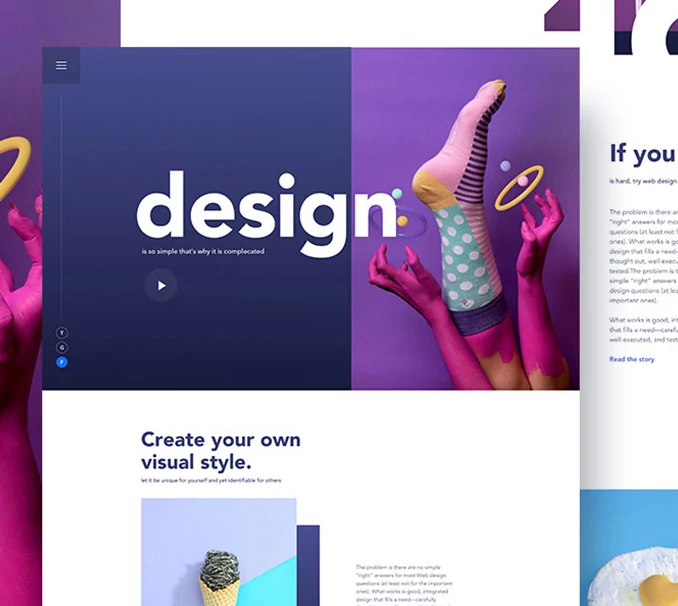 design
is so simple that's why it is complecated
T
G
F
Create your own
visual style.
let it be unique for yourself and yet identifiable for others
The problem is there are no simple
"right" answers for most Web design
questions (at least not for the important
ones). What works is good, integrated
design that fills a need—carefully
If you
is hard, try web design
The problem is there ar
"right" answers for mo
questions (at least not f
ones). What works is go
design that fills a need—
thought out, well-execu
tested.The problem is t
simple "right" answers
design questions (at lea
important ones).
What works is good, int
that fills a need—carefu
well executed, and test
Read the story